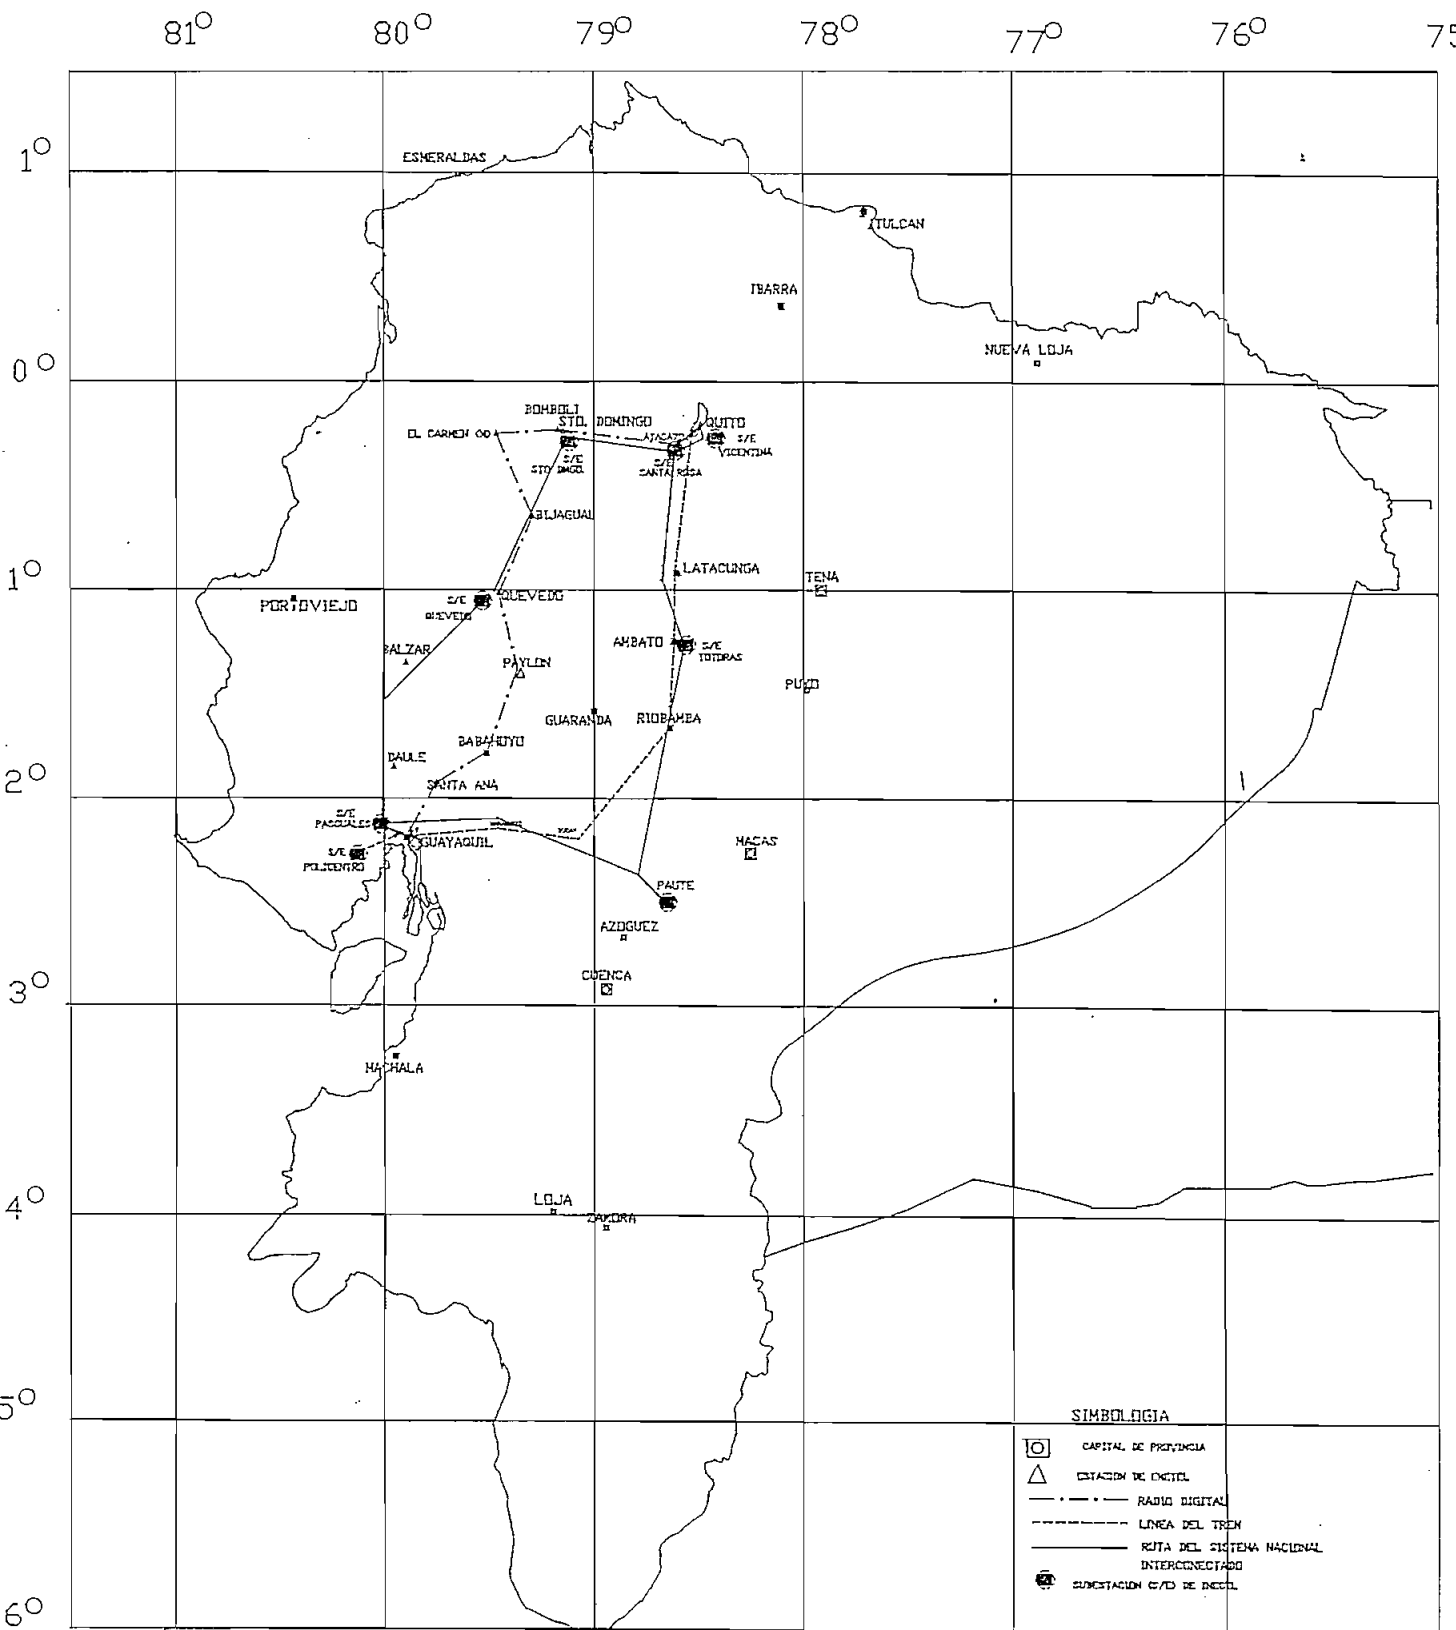 81° 80° 79° 78° 77° 76° 75
1°
ESMERALDAS
TULCAN
IBARRA
NUEVA LOJA
0°
BOMBOLI
STO. DOMINGO
QUITO
EL CARMEN
ATACAZO
S/E
VICENTINA
S/E
STO DMGO.
S/E
SANTA ROSA
BIJAGUAL
LATACUNGA
TENA
1°
PORTOVIEJO
S/E
QUEVEDO
QUEVEDO
AMBATO
S/E
TOTORAS
BALZAR
PAYLON
PUYO
GUARANDA
RIOBAMBA
BABAHOYO
DAULE
2°
SANTA ANA
S/E
PASCUALES
GUAYAQUIL
S/E
POLICENTRO
MACAS
PAUTE
AZOGUEZ
CUENCA
3°
MACHALA
4°
LOJA
ZAMORA
5°
SIMBOLOGIA
CAPITAL DE PROVINCIA
ESTACION DE EMETEL
RADIO DIGITAL
LINEA DEL TREN
RUTA DEL SISTEMA NACIONAL
INTERCONECTADO
SUBESTACION (S/E) DE INECEL
6°